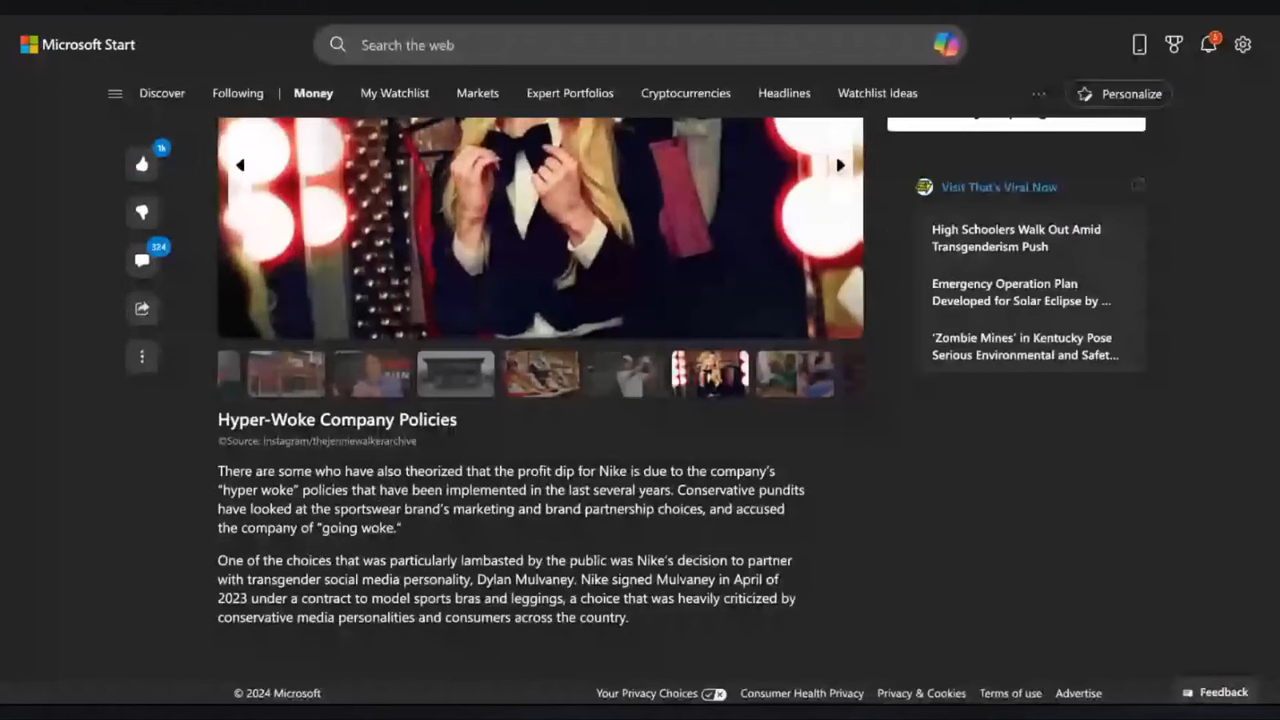 Microsoft Start
Search the web
5
Discover
Following
Money
My Watchlist
Markets
Expert Portfolios
Cryptocurrencies
Headlines
Watchlist Ideas
...
Personalize
1k
324
Visit That's Viral Now
High Schoolers Walk Out Amid
Transgenderism Push
Emergency Operation Plan
Developed for Solar Eclipse by ...
'Zombie Mines' in Kentucky Pose
Serious Environmental and Safet...
Hyper-Woke Company Policies
©Source: Instagram/thejenniewalkerarchive
There are some who have also theorized that the profit dip for Nike is due to the company's
"hyper woke" policies that have been implemented in the last several years. Conservative pundits
have looked at the sportswear brand's marketing and brand partnership choices, and accused
the company of "going woke."
One of the choices that was particularly lambasted by the public was Nike's decision to partner
with transgender social media personality, Dylan Mulvaney. Nike signed Mulvaney in April of
2023 under a contract to model sports bras and leggings, a choice that was heavily criticized by
conservative media personalities and consumers across the country.
© 2024 Microsoft
Your Privacy Choices
Consumer Health Privacy
Privacy & Cookies
Terms of use
Advertise
Feedback